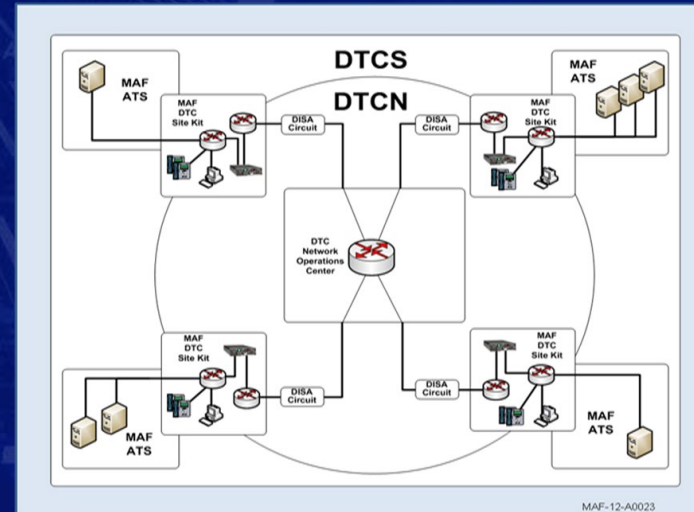 DTCS
DTCN
MAF
ATS
MAF
DTC
Site Kit
DISA
Circuit
DISA
Circuit
MAF
DTC
Site Kit
MAF
ATS
DTC
Network
Operations
Center
MAF
DTC
Site Kit
DISA
Circuit
MAF
ATS
DISA
Circuit
MAF
DTC
Site Kit
MAF
ATS
MAF-12-A0023